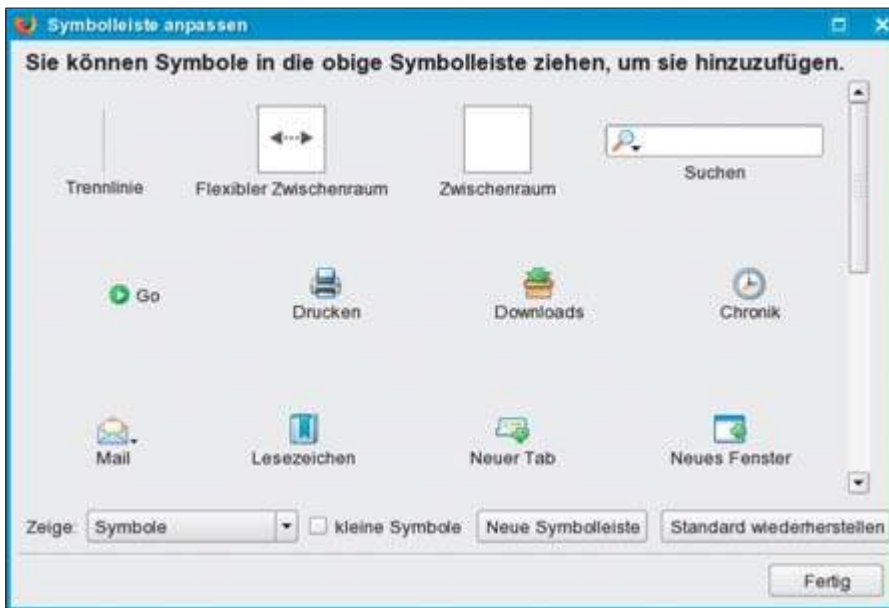 Symbolleiste anpassen
Sie können Symbole in die obige Symbolleiste ziehen, um sie hinzuzufügen.
Trennlinie
Flexibler Zwischenraum
Zwischenraum
Suchen
Go
Drucken
Downloads
Chronik
Mail
Lesezeichen
Neuer Tab
Neues Fenster
Zeige: Symbole kleine Symbole Neue Symbolleiste Standard wiederherstellen
Fertig